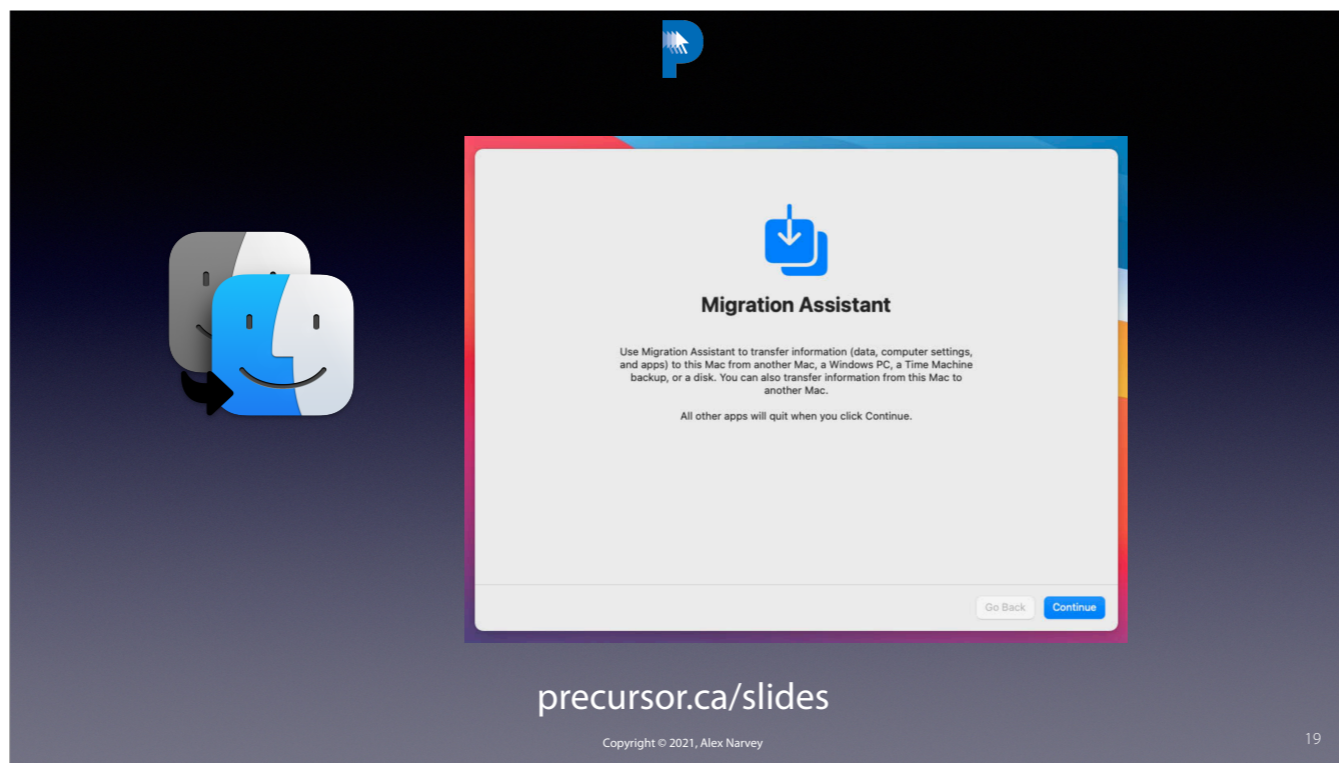 P
Migration Assistant
Use Migration Assistant to transfer information (data, computer settings,
and apps) to this Mac from another Mac, a Windows PC, a Time Machine
backup, or a disk. You can also transfer information from this Mac to
another Mac.
All other apps will quit when you click Continue.
Go Back
Continue
precursor.ca/slides
Copyright © 2021, Alex Narvey
19